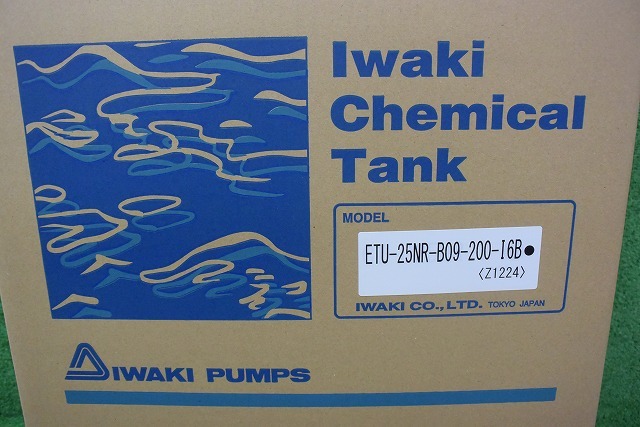 Iwaki
Chemical
Tank
MODEL
ETU-25NR-B09-200-I6B●
〈Z1224〉
IWAKI CO.,LTD. TOKYO JAPAN
IWAKI PUMPS